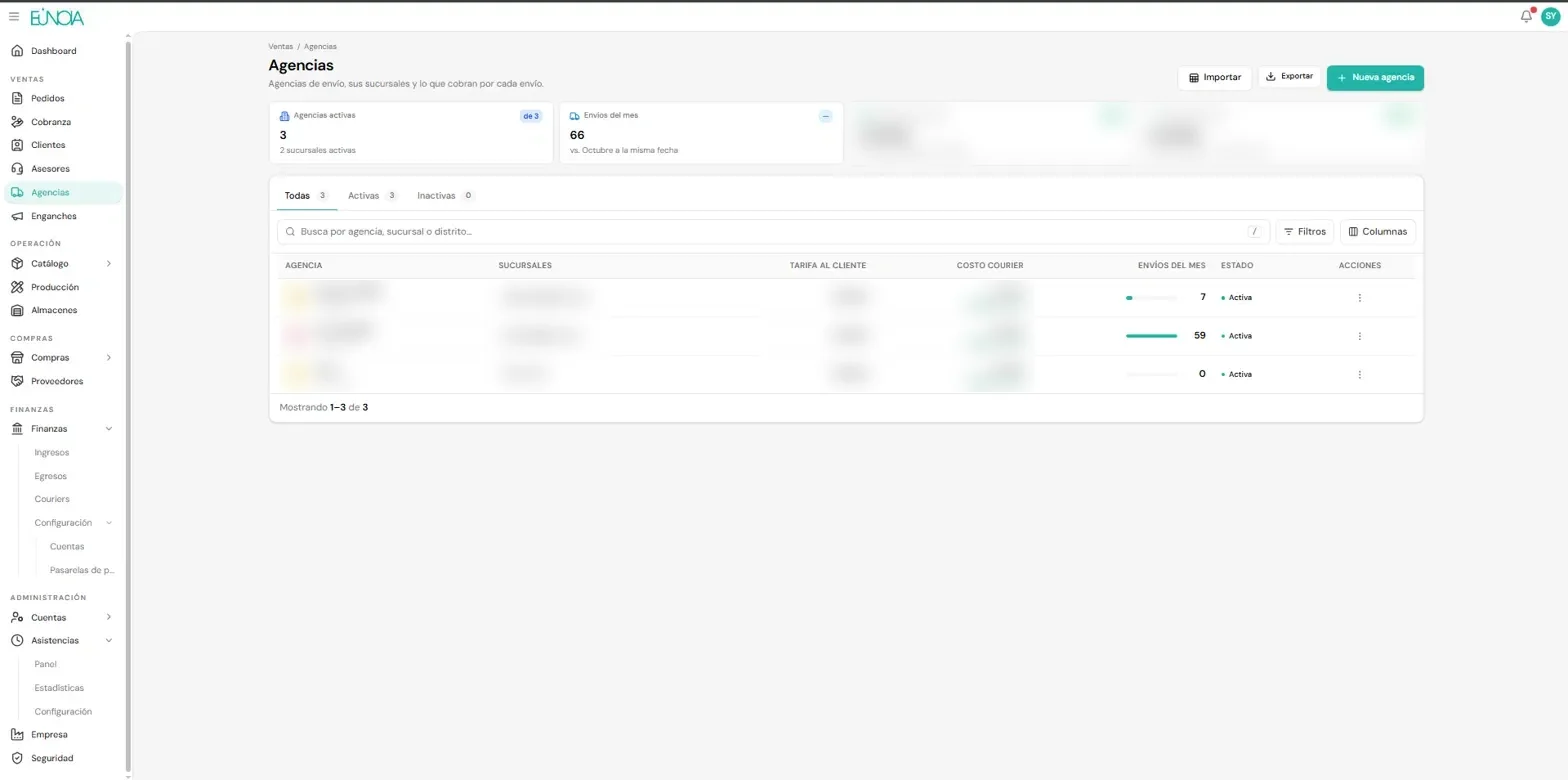 EUNOIA
SY
Dashboard
VENTAS
Pedidos
Cobranza
Clientes
Asesores
Agencias
Enganches
OPERACIÓN
Catálogo
Producción
Almacenes
COMPRAS
Compras
Proveedores
FINANZAS
Finanzas
Ingresos
Egresos
Couriers
Configuración
Cuentas
Pasarelas de p...
ADMINISTRACIÓN
Cuentas
Asistencias
Panel
Estadísticas
Configuración
Empresa
Seguridad
Ventas / Agencias
Agencias
Agencias de envío, sus sucursales y lo que cobran por cada envío.
Importar
Exportar
+ Nueva agencia
Agencias activas
de 3
3
2 sucursales activas
Envíos del mes
—
66
vs. Octubre a la misma fecha
Todas 3
Activas 3
Inactivas 0
Busca por agencia, sucursal o distrito...
/
Filtros
Columnas
AGENCIA SUCURSALES TARIFA AL CLIENTE COSTO COURIER ENVÍOS DEL MES ESTADO ACCIONES
7 Activa
59 Activa
0 Activa
Mostrando 1–3 de 3